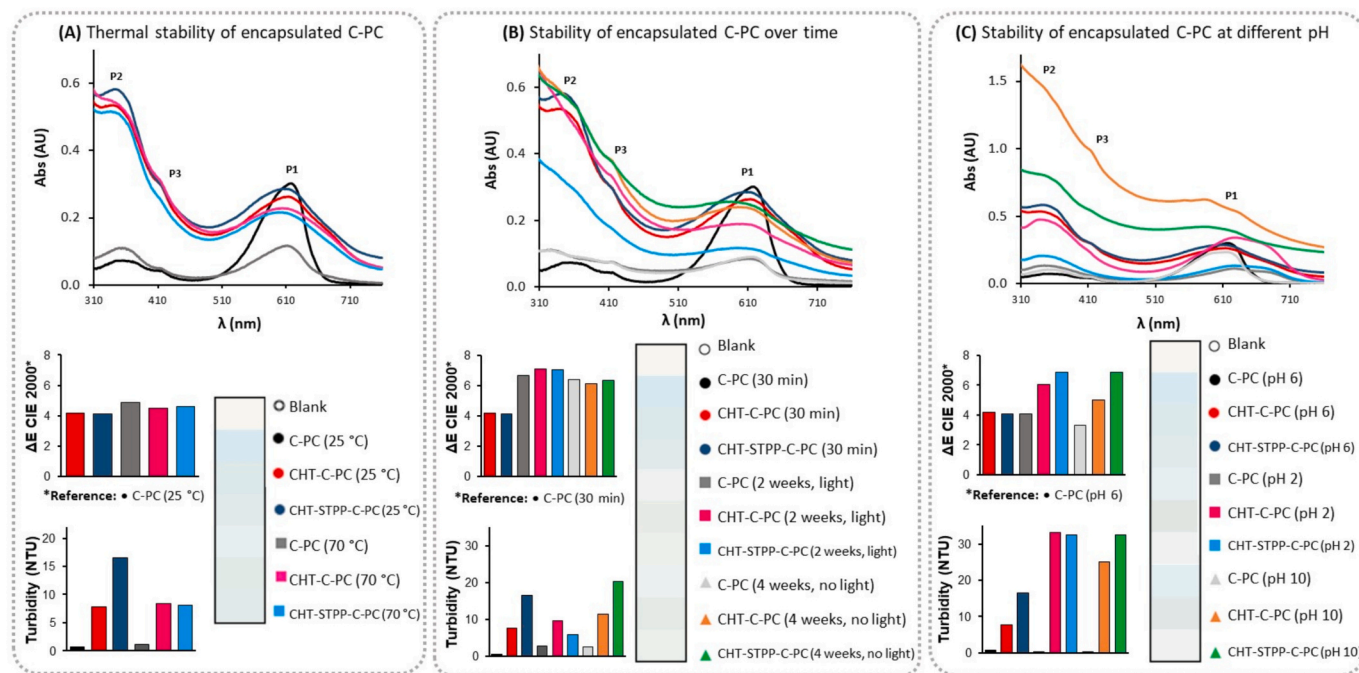 (A) Thermal stability of encapsulated C-PC
P2
P3
P1
Abs (AU)
0.6
0.4
0.2
0.0
310
410
510
610
710
λ (nm)
ΔE CIE 2000*
8
6
4
2
0
*Reference: • C-PC (25 °C)
Turbidity (NTU)
20
15
10
5
0
Blank
C-PC (25 °C)
CHT-C-PC (25 °C)
CHT-STPP-C-PC (25 °C)
C-PC (70 °C)
CHT-C-PC (70 °C)
CHT-STPP-C-PC (70 °C)
(B) Stability of encapsulated C-PC over time
P2
P3
P1
Abs (AU)
0.6
0.4
0.2
0.0
310
410
510
610
710
λ (nm)
ΔE CIE 2000*
8
6
4
2
0
*Reference: • C-PC (30 min)
Turbidity (NTU)
30
20
10
0
Blank
C-PC (30 min)
CHT-C-PC (30 min)
CHT-STPP-C-PC (30 min)
C-PC (2 weeks, light)
CHT-C-PC (2 weeks, light)
CHT-STPP-C-PC (2 weeks, light)
C-PC (4 weeks, no light)
CHT-C-PC (4 weeks, no light)
CHT-STPP-C-PC (4 weeks, no light)
(C) Stability of encapsulated C-PC at different pH
P2
P3
P1
Abs (AU)
1.5
1.0
0.5
0.0
310
410
510
610
710
λ (nm)
ΔE CIE 2000*
8
6
4
2
0
*Reference: • C-PC (pH 6)
Turbidity (NTU)
30
20
10
0
Blank
C-PC (pH 6)
CHT-C-PC (pH 6)
CHT-STPP-C-PC (pH 6)
C-PC (pH 2)
CHT-C-PC (pH 2)
CHT-STPP-C-PC (pH 2)
C-PC (pH 10)
CHT-C-PC (pH 10)
CHT-STPP-C-PC (pH 10